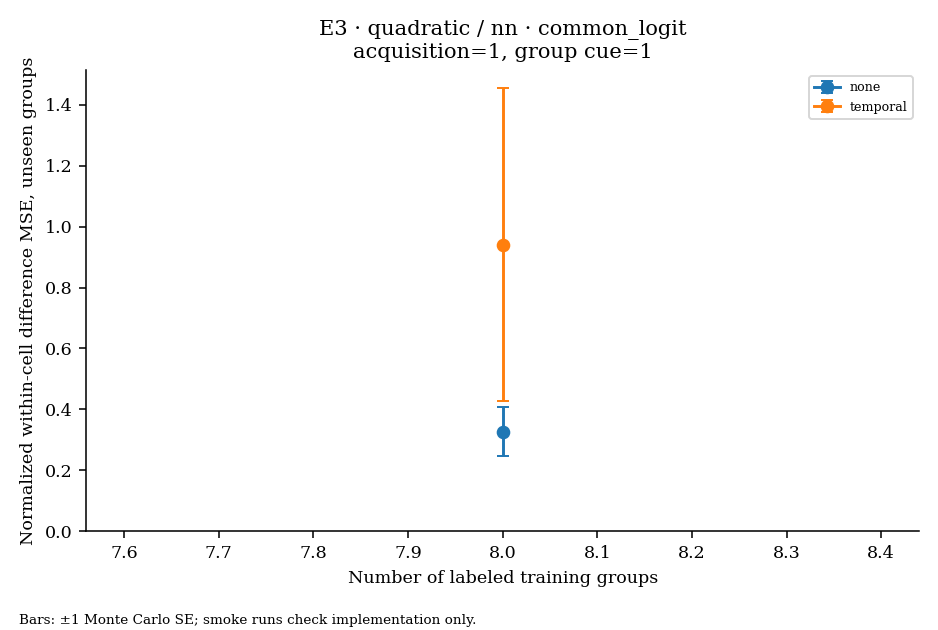 E3 · quadratic / nn · common_logit
acquisition=1, group cue=1
none
temporal
Normalized within-cell difference MSE, unseen groups
1.4
1.2
1.0
0.8
0.6
0.4
0.2
0.0
7.6 7.7 7.8 7.9 8.0 8.1 8.2 8.3 8.4
Number of labeled training groups
Bars: ±1 Monte Carlo SE; smoke runs check implementation only.